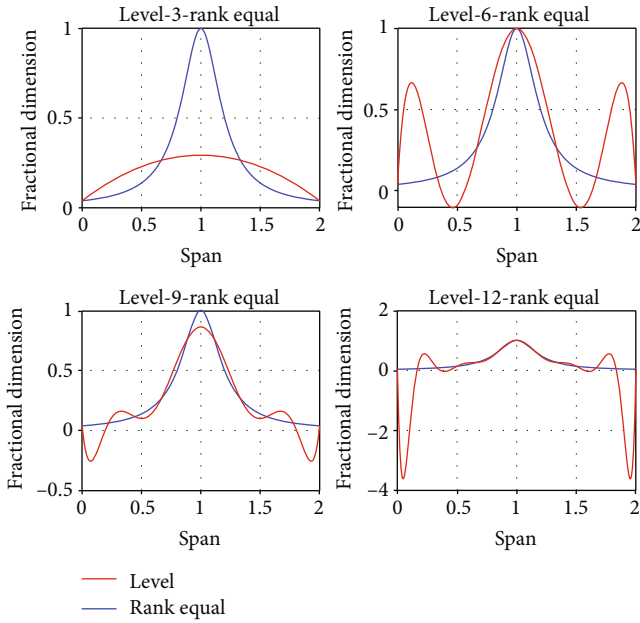 Level-3-rank equal
Fractional dimension
1
0.5
0
0 0.5 1 1.5 2
Span
Level-6-rank equal
Fractional dimension
1
0.5
0
0 0.5 1 1.5 2
Span
Level-9-rank equal
Fractional dimension
1
0.5
0
−0.5
0 0.5 1 1.5 2
Span
Level-12-rank equal
Fractional dimension
2
0
−2
−4
0 0.5 1 1.5 2
Span
Level
Rank equal